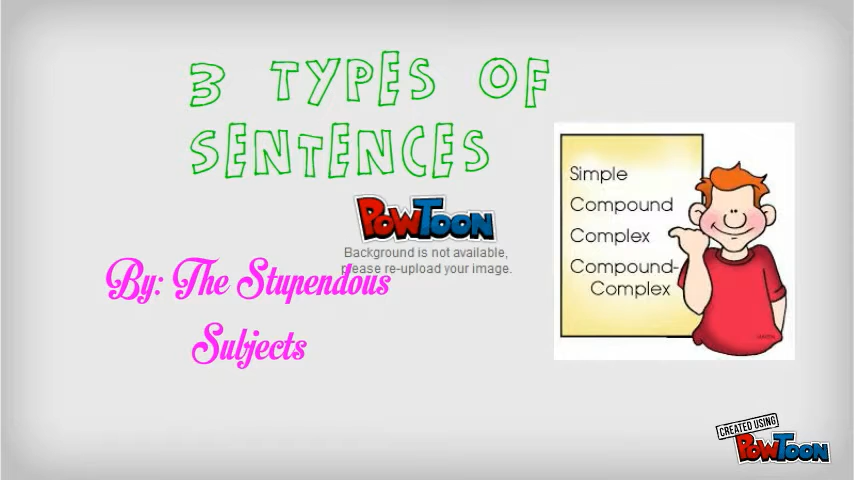 3 TYPES OF
SENTENCES
Simple
Compound
Complex
Compound-
Complex
POWTOON
Background is not available,
please re-upload your image.
By: The Stupendous
Subjects
CREATED USING
POWTOON